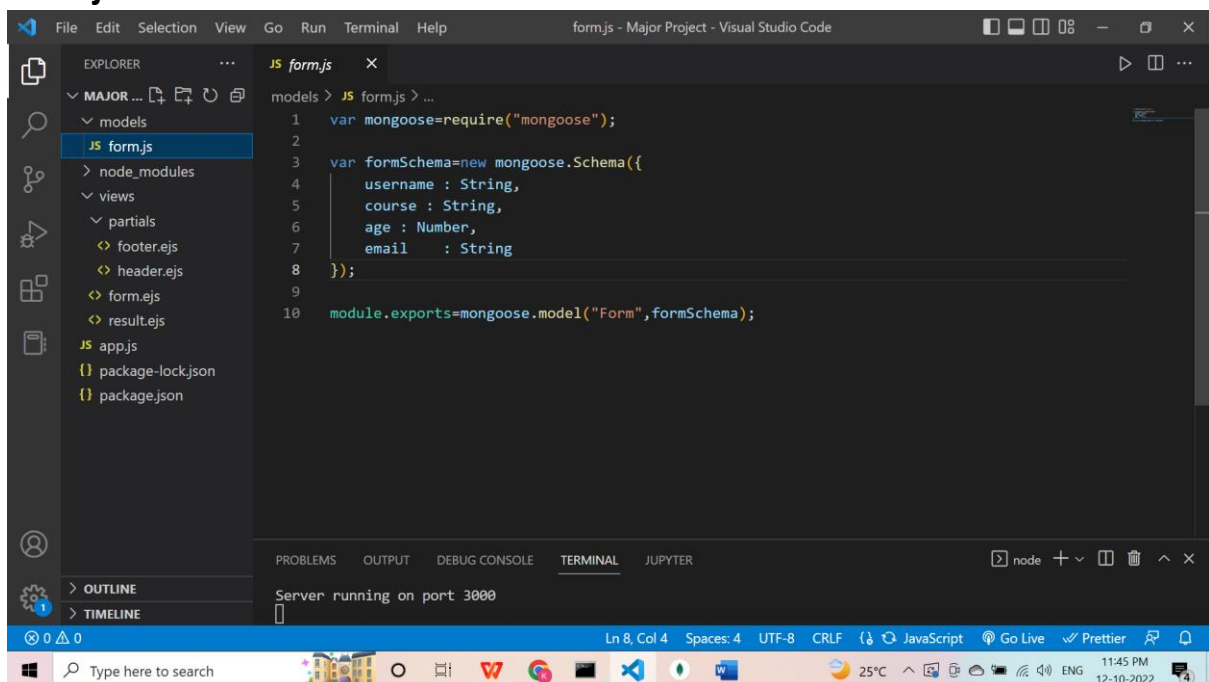 File Edit Selection View Go Run Terminal Help form.js - Major Project - Visual Studio Code
EXPLORER
JS form.js
MAJOR ...
models > JS form.js > ...
models
JS form.js
node_modules
views
partials
footer.ejs
header.ejs
form.ejs
result.ejs
JS app.js
{} package-lock.json
{} package.json
1 var mongoose=require("mongoose");
2
3 var formSchema=new mongoose.Schema({
4 username : String,
5 course : String,
6 age : Number,
7 email    : String
8 });
9
10 module.exports=mongoose.model("Form",formSchema);
PROBLEMS OUTPUT DEBUG CONSOLE TERMINAL JUPYTER node
Server running on port 3000
OUTLINE
TIMELINE
1
0 0 Ln 8, Col 4 Spaces: 4 UTF-8 CRLF JavaScript Go Live Prettier
Type here to search 25°C ENG 11:45 PM
12-10-2022
4